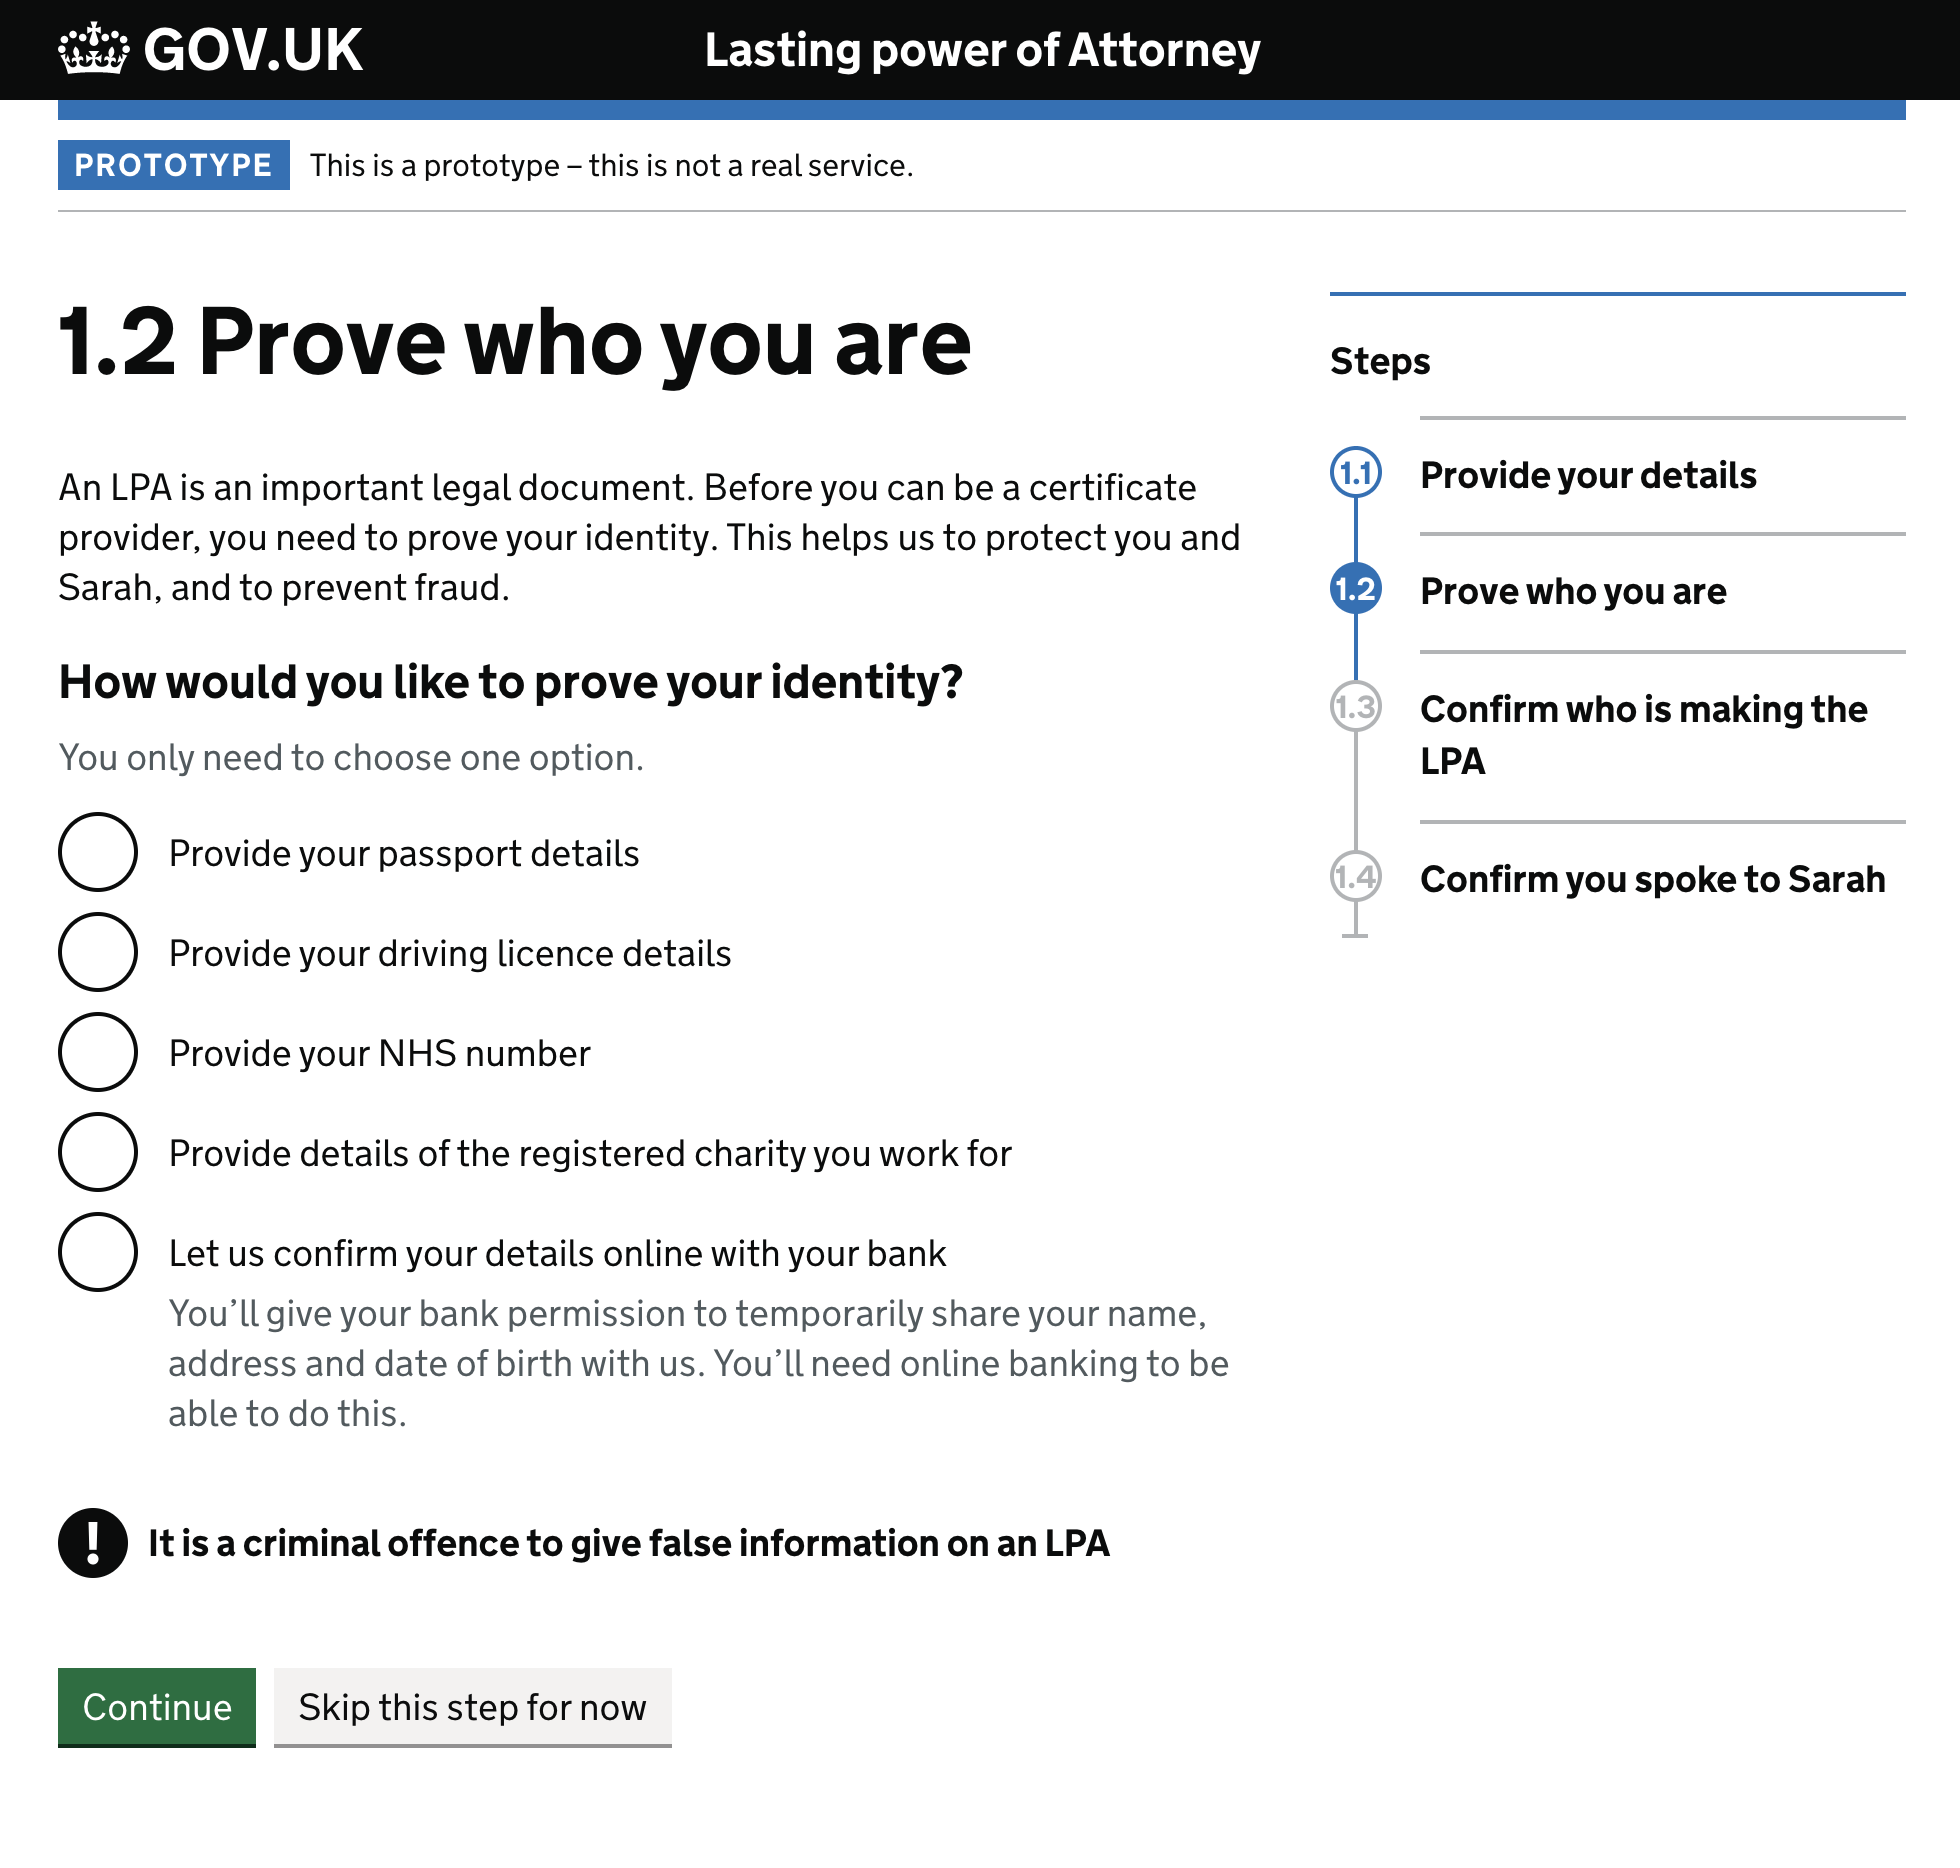 GOV.UK
Lasting power of Attorney
PROTOTYPE
This is a prototype – this is not a real service.
1.2 Prove who you are
An LPA is an important legal document. Before you can be a certificate
provider, you need to prove your identity. This helps us to protect you and
Sarah, and to prevent fraud.
How would you like to prove your identity?
You only need to choose one option.
Provide your passport details
Provide your driving licence details
Provide your NHS number
Provide details of the registered charity you work for
Let us confirm your details online with your bank
You’ll give your bank permission to temporarily share your name,
address and date of birth with us. You’ll need online banking to be
able to do this.
! It is a criminal offence to give false information on an LPA
Continue
Skip this step for now
Steps
1.1 Provide your details
1.2 Prove who you are
1.3 Confirm who is making the
LPA
1.4 Confirm you spoke to Sarah